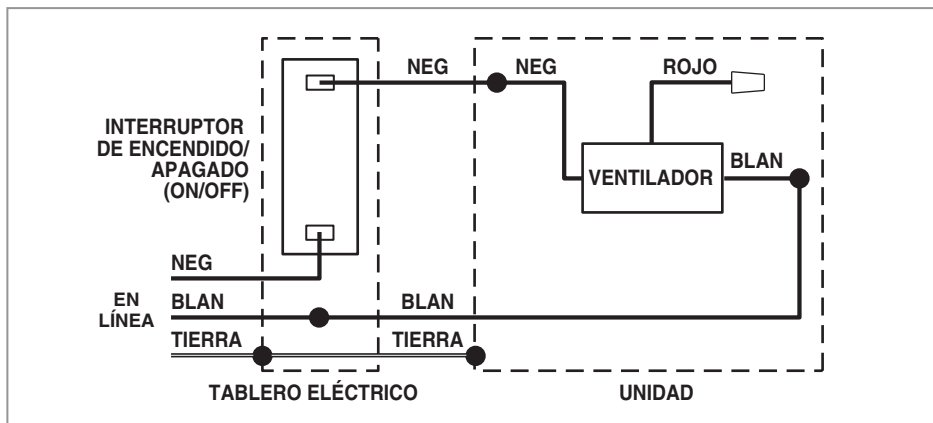 NEG
NEG
ROJO
INTERRUPTOR
DE ENCENDIDO/
APAGADO
(ON/OFF)
VENTILADOR
BLAN
NEG
EN
LÍNEA
BLAN
BLAN
TIERRA
TIERRA
TABLERO ELÉCTRICO
UNIDAD